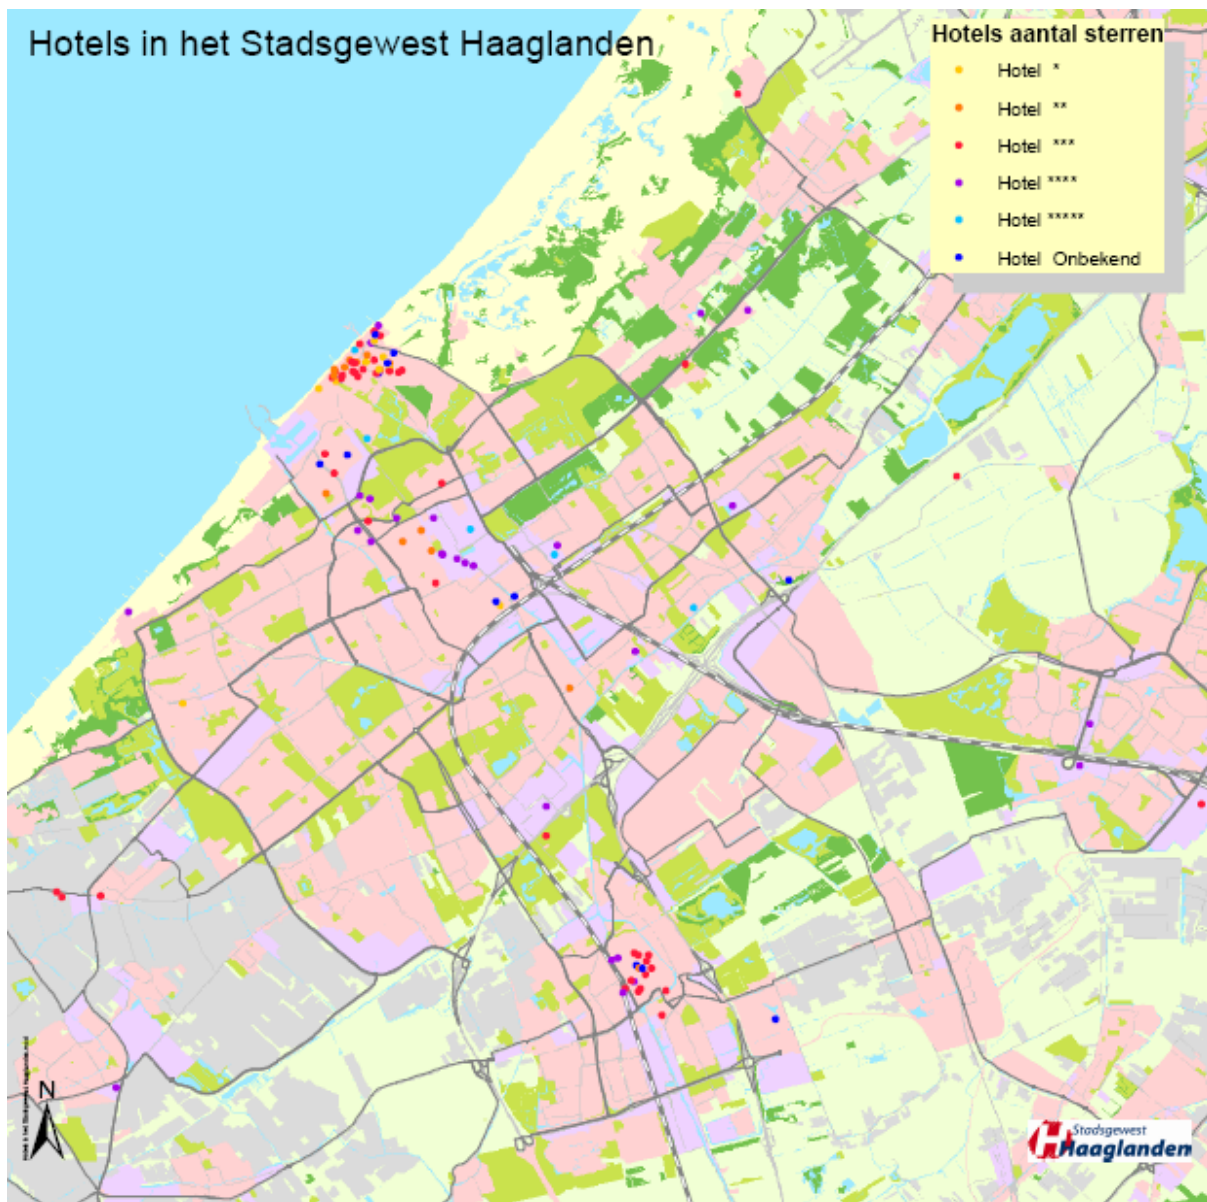 Hotels in het Stadsgewest Haaglanden
Hotels aantal sterren
Hotel *
Hotel **
Hotel ***
Hotel ****
Hotel *****
Hotel Onbekend
N
Stadsgewest
Haaglanden